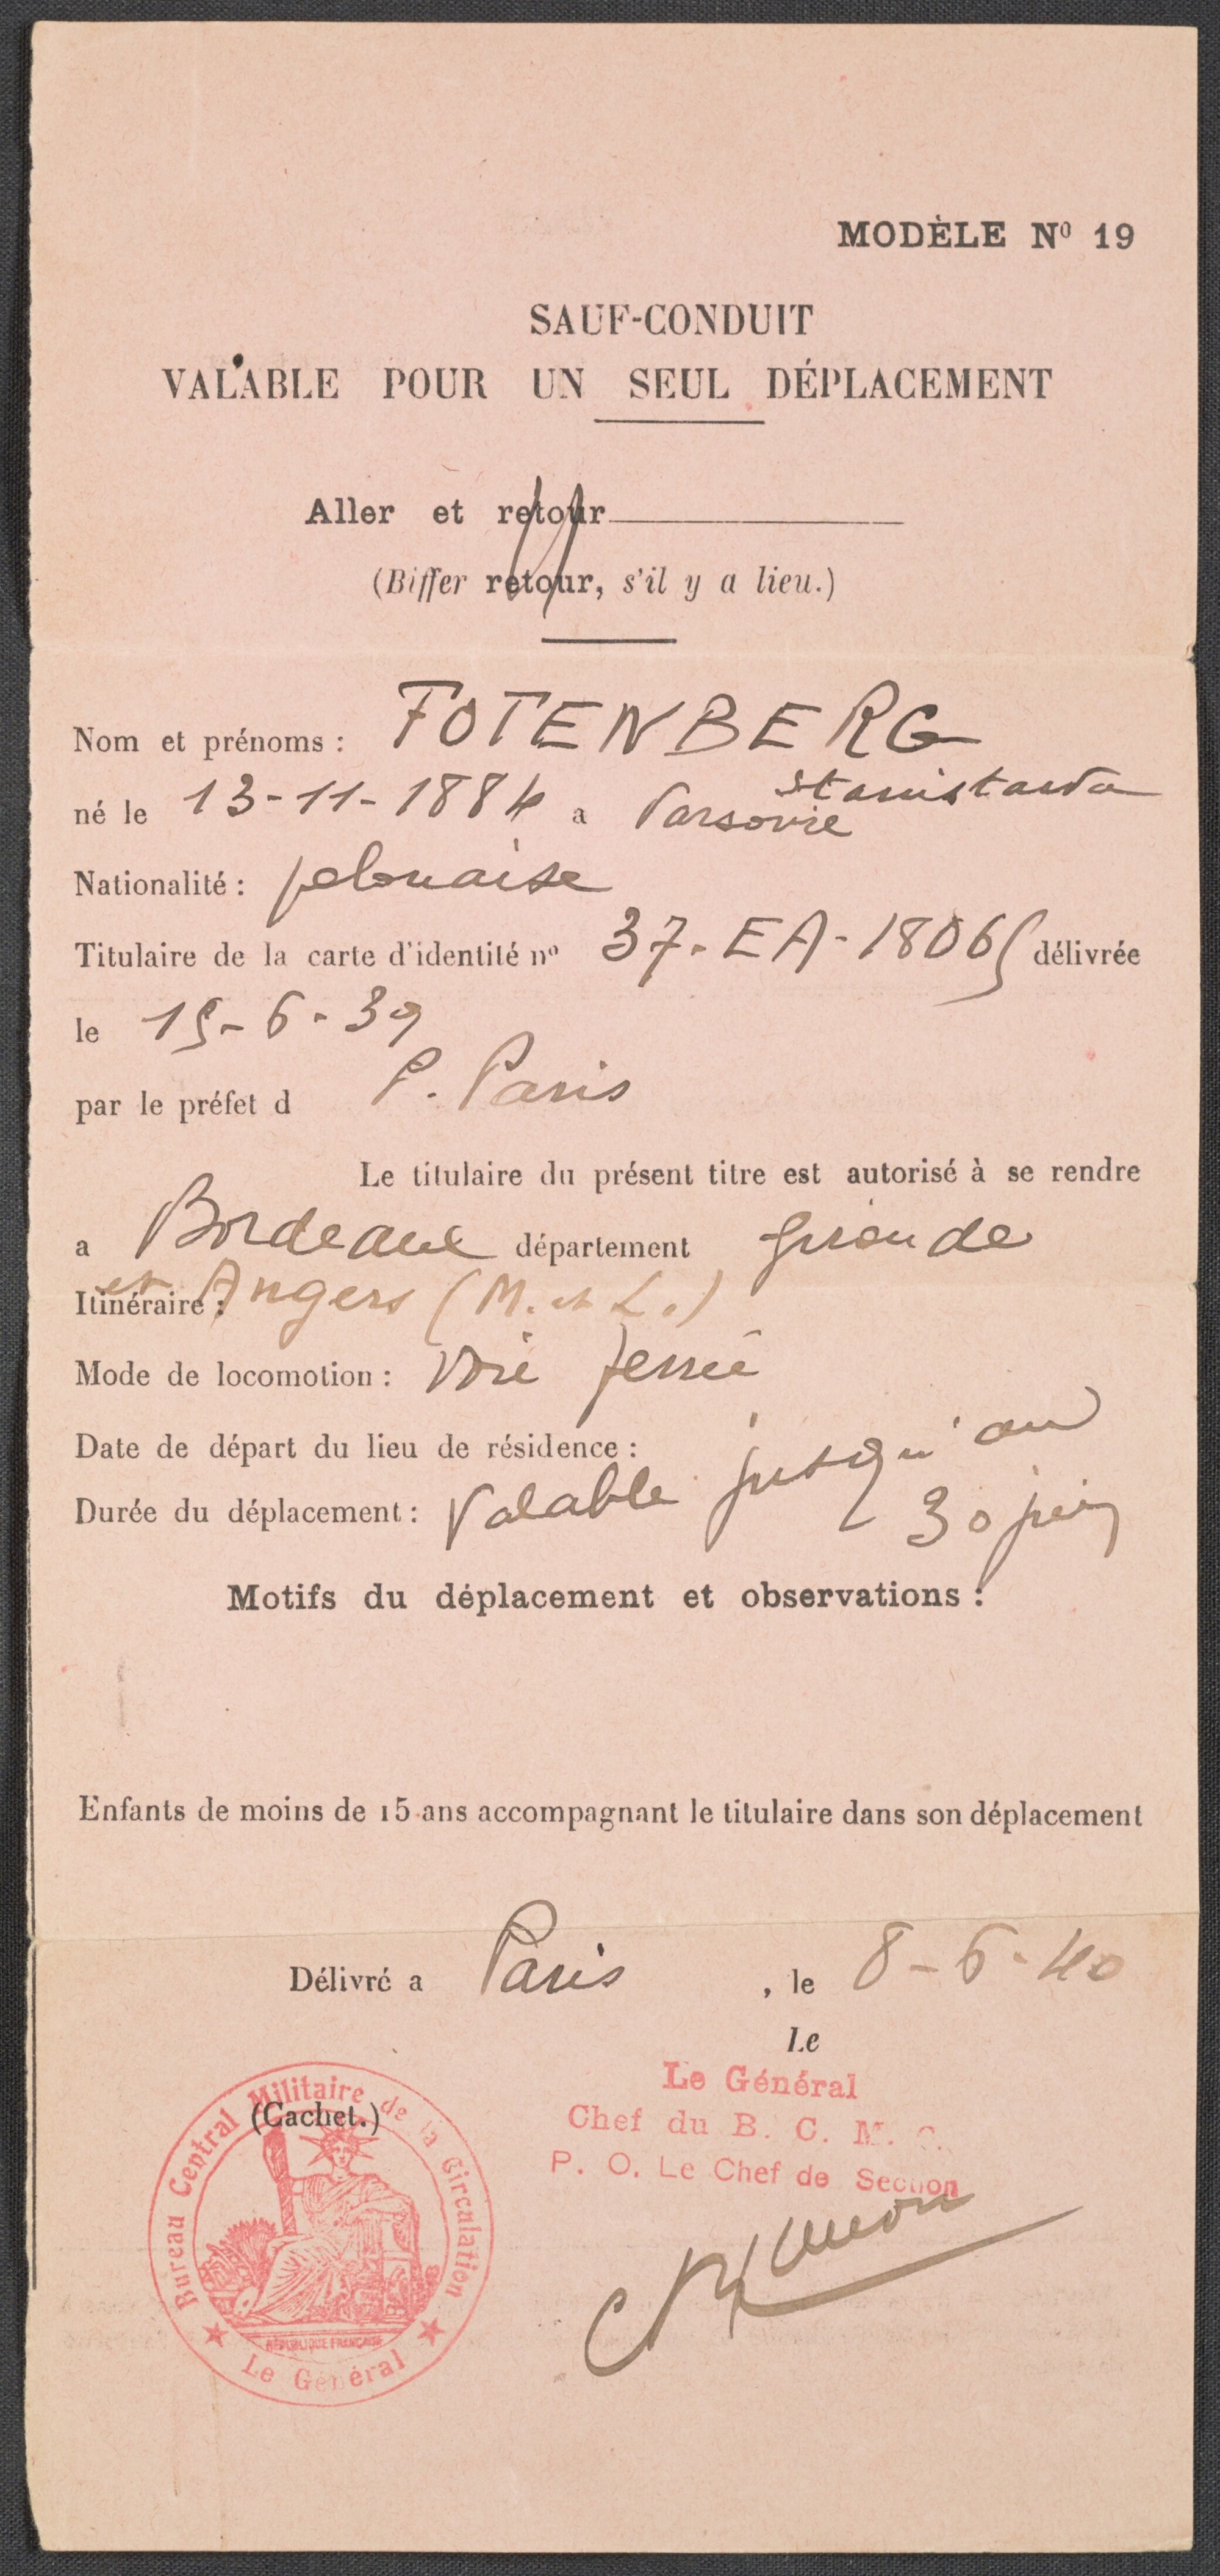 MODÈLE Nº 19
SAUF-CONDUIT
VALABLE POUR UN SEUL DÉPLACEMENT
Aller et retour
(Biffer retour, s'il y a lieu.)
Nom et prénoms : FOTENBERG
Stanistawa
né le 13-11-1884 a Varsovie
Nationalité : polonaise
Titulaire de la carte d'identité nº 37-EA-18065 délivrée
le 15-6-39
par le préfet d P. Paris
Le titulaire du présent titre est autorisé à se rendre
a Bordeaux département Gironde
Itinéraire : et Angers (M. et L.)
Mode de locomotion : Voie ferrée
Date de départ du lieu de résidence :
Durée du déplacement : Valable jusqu'au
30 juin
Motifs du déplacement et observations :
Enfants de moins de 15 ans accompagnant le titulaire dans son déplacement
Délivré a Paris , le 8-6-40
Le
Le Général
Chef du B. C. M. C.
P. O. Le Chef de Section
(Cachet.)
Bureau Central Militaire de la Circulation
RÉPUBLIQUE FRANÇAISE
Le Général